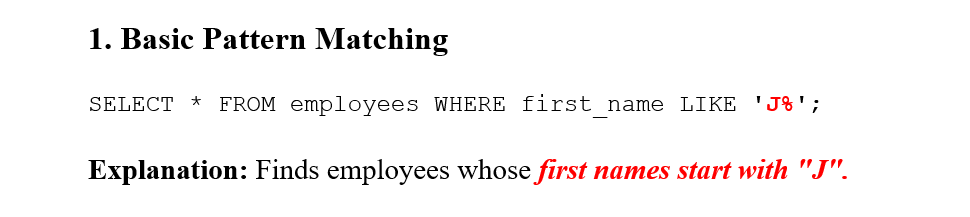 1. Basic Pattern Matching
SELECT * FROM employees WHERE first_name LIKE 'J%';
Explanation: Finds employees whose first names start with "J".